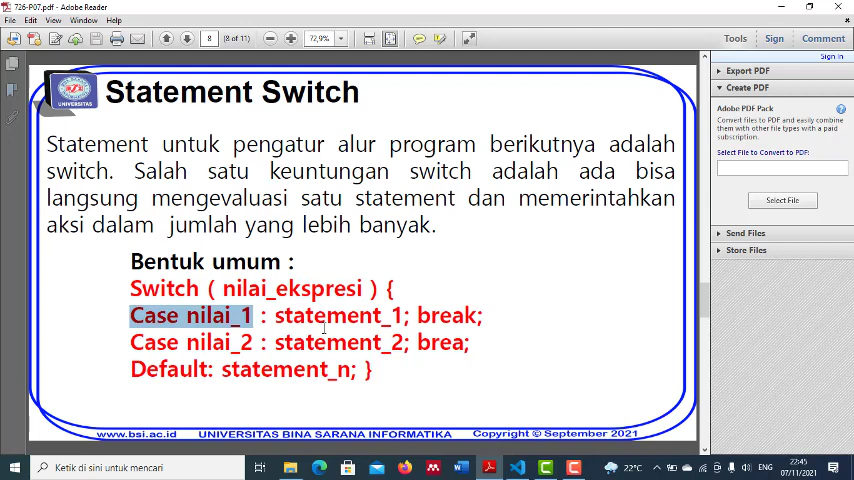 726-P07.pdf - Adobe Reader
File Edit View Window Help
8 (8 of 11) 72,9% Tools Sign Comment
Sign In
Export PDF
Create PDF
Adobe PDF Pack
Convert files to PDF and easily combine
them with other file types with a paid
subscription.
Select File to Convert to PDF:
Select File
Send Files
Store Files
UNIVERSITAS
Statement Switch
Statement untuk pengatur alur program berikutnya adalah
switch. Salah satu keuntungan switch adalah ada bisa
langsung mengevaluasi satu statement dan memerintahkan
aksi dalam jumlah yang lebih banyak.
Bentuk umum :
Switch ( nilai_ekspresi ) {
Case nilai_1 : statement_1; break;
Case nilai_2 : statement_2; brea;
Default: statement_n; }
www.bsi.ac.id UNIVERSITAS BINA SARANA INFORMATIKA Copyright © September 2021
Ketik di sini untuk mencari
22°C ENG 22:45
07/11/2021